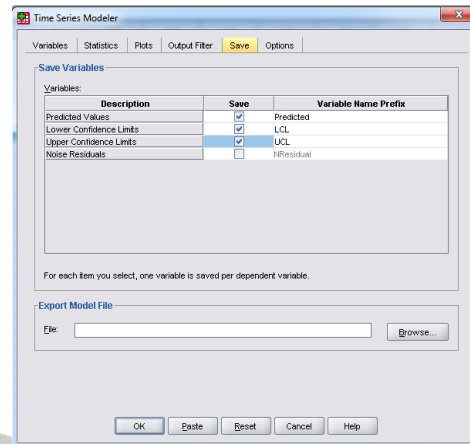 Time Series Modeler
Variables Statistics Plots Output Filter Save Options
Save Variables
Variables:
Description Save Variable Name Prefix
Predicted Values Predicted
Lower Confidence Limits LCL
Upper Confidence Limits UCL
Noise Residuals NResidual
For each item you select, one variable is saved per dependent variable.
Export Model File
File: Browse...
OK Paste Reset Cancel Help